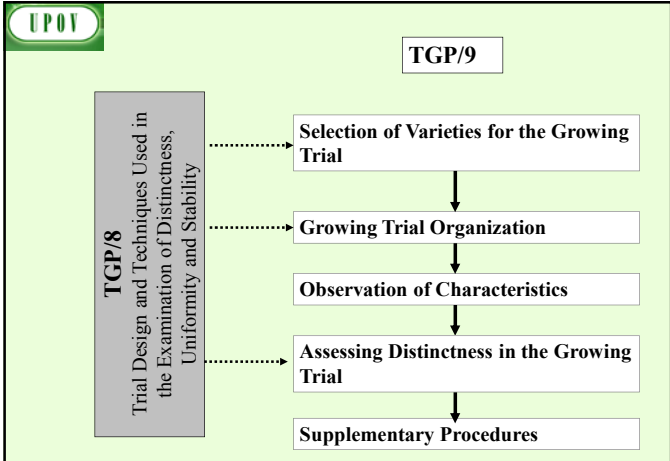 UPOV
TGP/9
TGP/8
Trial Design and Techniques Used in
the Examination of Distinctness,
Uniformity and Stability
Selection of Varieties for the Growing
Trial
Growing Trial Organization
Observation of Characteristics
Assessing Distinctness in the Growing
Trial
Supplementary Procedures